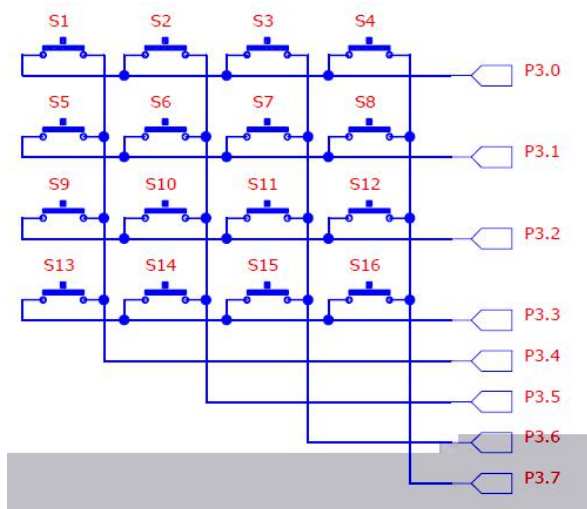 S1 S2 S3 S4
P3.0
S5 S6 S7 S8
P3.1
S9 S10 S11 S12
P3.2
S13 S14 S15 S16
P3.3
P3.4
P3.5
P3.6
P3.7